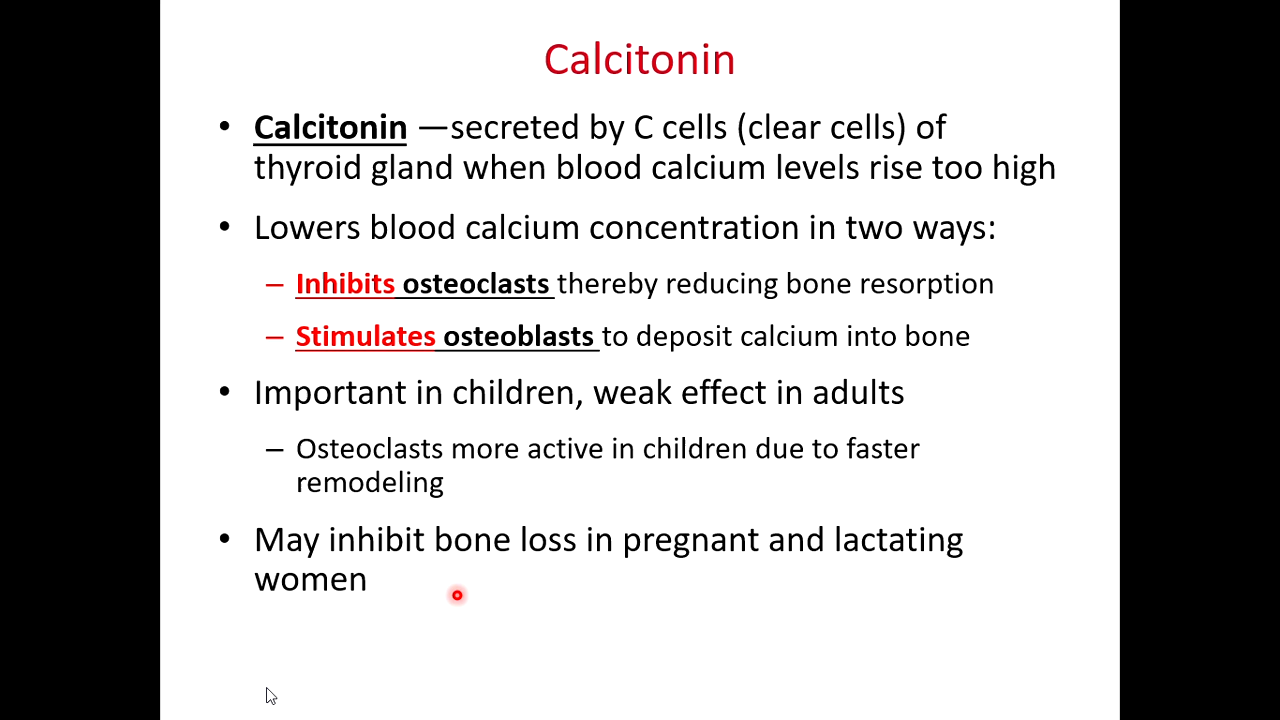 Calcitonin
• Calcitonin —secreted by C cells (clear cells) of
thyroid gland when blood calcium levels rise too high
• Lowers blood calcium concentration in two ways:
– Inhibits osteoclasts thereby reducing bone resorption
– Stimulates osteoblasts to deposit calcium into bone
• Important in children, weak effect in adults
– Osteoclasts more active in children due to faster
remodeling
• May inhibit bone loss in pregnant and lactating
women